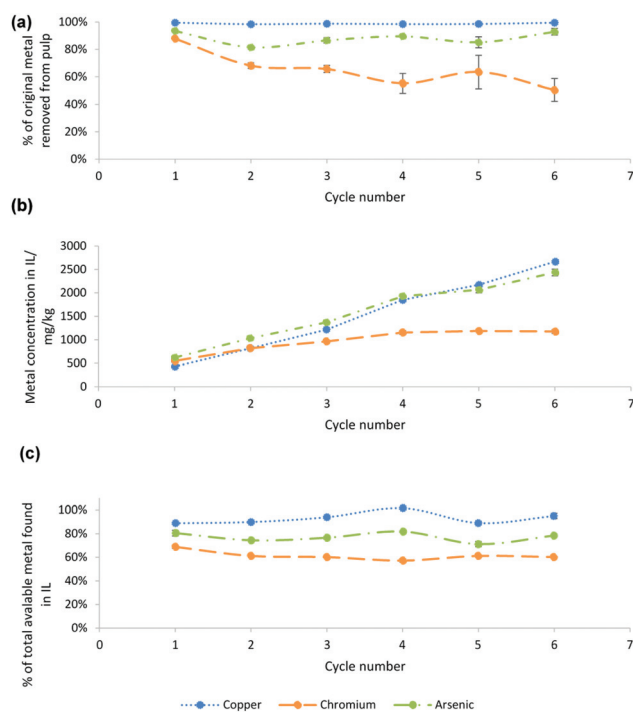 (a)
% of original metal
removed from pulp
100%
80%
60%
40%
20%
0%
0 1 2 3 4 5 6 7
Cycle number
(b)
Metal concentration in IL/
mg/kg
3000
2500
2000
1500
1000
500
0
0 1 2 3 4 5 6 7
Cycle number
(c)
% of total avalable metal found
in IL
100%
80%
60%
40%
20%
0%
0 1 2 3 4 5 6 7
Cycle number
Copper Chromium Arsenic